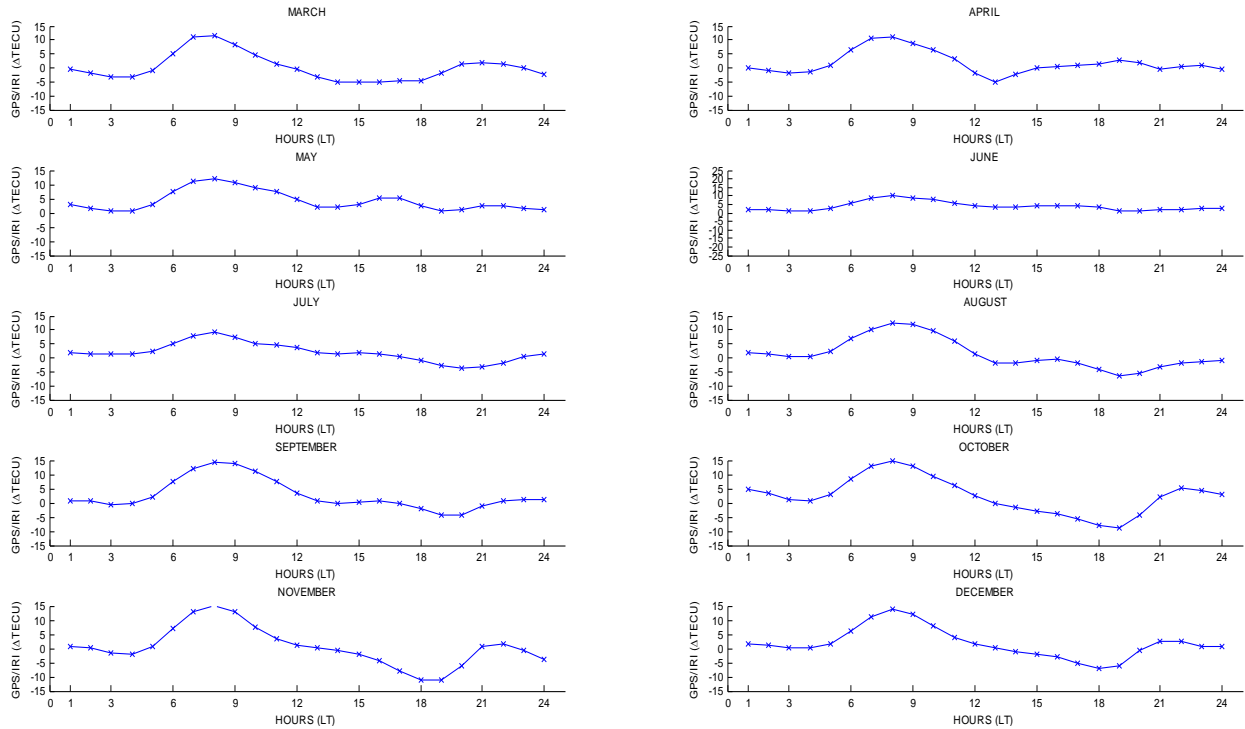 MARCH
GPS/IRI (ΔTECU)
15
10
5
0
-5
-10
-15
0 1 3 6 9 12 15 18 21 24
HOURS (LT)
APRIL
GPS/IRI (ΔTECU)
15
10
5
0
-5
-10
-15
0 1 3 6 9 12 15 18 21 24
HOURS (LT)
MAY
GPS/IRI (ΔTECU)
15
10
5
0
-5
-10
-15
0 1 3 6 9 12 15 18 21 24
HOURS (LT)
JUNE
GPS/IRI (ΔTECU)
25
20
15
10
5
0
-5
-10
-15
-20
-25
0 1 3 6 9 12 15 18 21 24
HOURS (LT)
JULY
GPS/IRI (ΔTECU)
15
10
5
0
-5
-10
-15
0 1 3 6 9 12 15 18 21 24
HOURS (LT)
AUGUST
GPS/IRI (ΔTECU)
15
10
5
0
-5
-10
-15
0 1 3 6 9 12 15 18 21 24
HOURS (LT)
SEPTEMBER
GPS/IRI (ΔTECU)
15
10
5
0
-5
-10
-15
0 1 3 6 9 12 15 18 21 24
HOURS (LT)
OCTOBER
GPS/IRI (ΔTECU)
15
10
5
0
-5
-10
-15
0 1 3 6 9 12 15 18 21 24
HOURS (LT)
NOVEMBER
GPS/IRI (ΔTECU)
15
10
5
0
-5
-10
-15
0 1 3 6 9 12 15 18 21 24
HOURS (LT)
DECEMBER
GPS/IRI (ΔTECU)
15
10
5
0
-5
-10
-15
0 1 3 6 9 12 15 18 21 24
HOURS (LT)